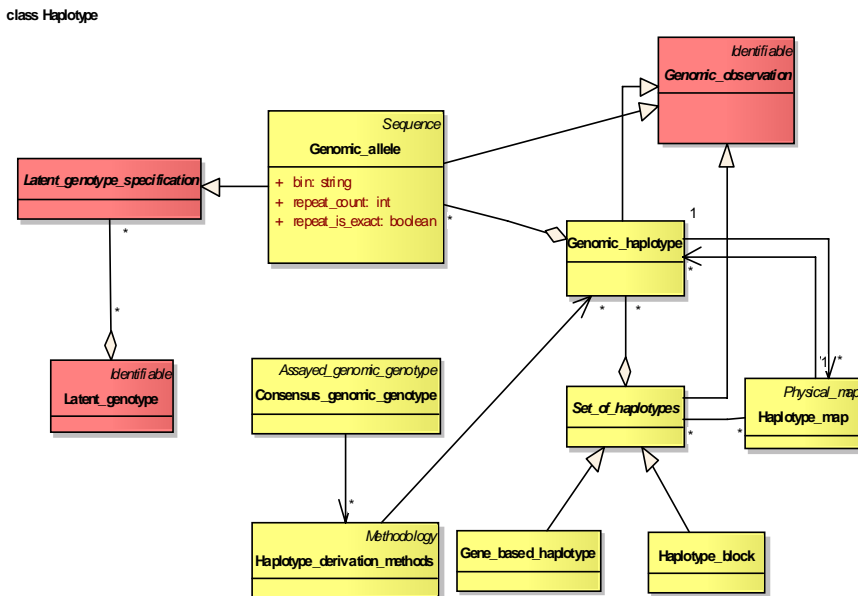 class Haplotype
Identifiable
Genomic_observation
Sequence
Genomic_allele
+ bin: string
+ repeat_count: int
+ repeat_is_exact: boolean
Latent_genotype_specification
*
*
Identifiable
Latent_genotype
*
Genomic_haplotype
1
*
*
*
Assayed_genomic_genotype
Consensus_genomic_genotype
*
Methodology
Haplotype_derivation_methods
Set_of_haplotypes
*
*
1
*
Physical_map
Haplotype_map
Gene_based_haplotype
Haplotype_block